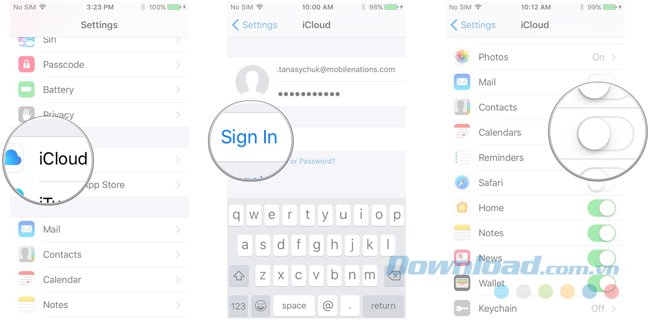 No SIM 3:23 PM 100%
Settings
Siri
Passcode
Battery
Privacy
iCloud
App Store
Mail
Contacts
Calendar
Notes
No SIM 10:00 AM 98%
Settings iCloud
.tanasychuk@mobilenations.com
Sign In
or Password?
q w e r t y u i o p
a s d f g h j k l
z x c v b n m
123 space @ . return
No SIM 10:12 AM 99%
Settings iCloud
Photos On
Mail
Contacts
Calendars
Reminders
Safari
Home
Notes
News
Wallet
Keychain Off
Download.com.vn